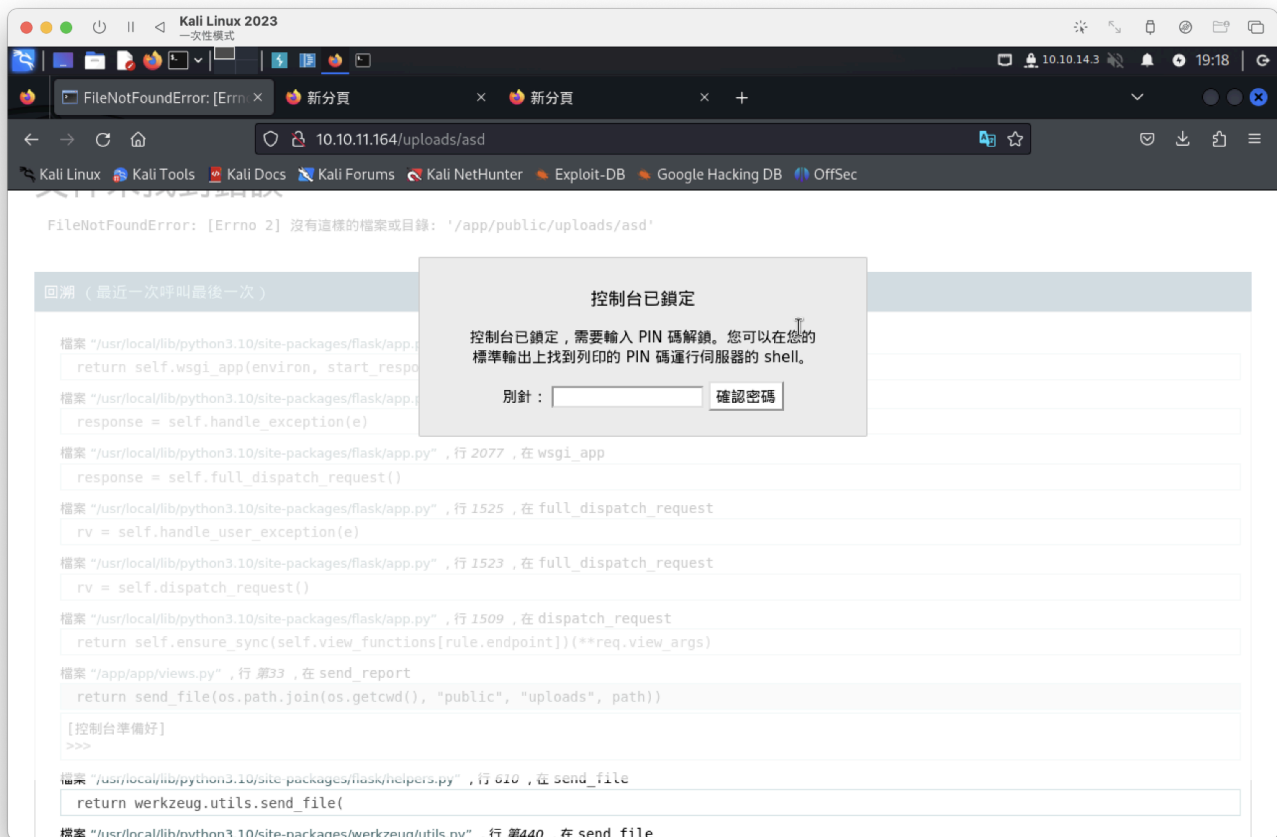 Kali Linux 2023
一次性模式
10.10.14.3
19:18
FileNotFoundError: [Errn
新分頁
新分頁
10.10.11.164/uploads/asd
Kali Linux
Kali Tools
Kali Docs
Kali Forums
Kali NetHunter
Exploit-DB
Google Hacking DB
OffSec
FileNotFoundError: [Errno 2] 沒有這樣的檔案或目錄: '/app/public/uploads/asd'
回溯 (最近一次呼叫最後一次)
控制台已鎖定
控制台已鎖定,需要輸入 PIN 碼解鎖。您可以在您的
標準輸出上找到列印的 PIN 碼運行伺服器的 shell。
別針:
確認密碼
檔案 "/usr/local/lib/python3.10/site-packages/flask/app.p
return self.wsgi_app(environ, start_respo
檔案 "/usr/local/lib/python3.10/site-packages/flask/app.p
response = self.handle_exception(e)
檔案 "/usr/local/lib/python3.10/site-packages/flask/app.py" ,行 2077 ,在 wsgi_app
response = self.full_dispatch_request()
檔案 "/usr/local/lib/python3.10/site-packages/flask/app.py" ,行 1525 ,在 full_dispatch_request
rv = self.handle_user_exception(e)
檔案 "/usr/local/lib/python3.10/site-packages/flask/app.py" ,行 1523 ,在 full_dispatch_request
rv = self.dispatch_request()
檔案 "/usr/local/lib/python3.10/site-packages/flask/app.py" ,行 1509 ,在 dispatch_request
return self.ensure_sync(self.view_functions[rule.endpoint])(**req.view_args)
檔案 "/app/app/views.py" ,行 第33 ,在 send_report
return send_file(os.path.join(os.getcwd(), "public", "uploads", path))
[控制台準備好]
>>>
檔案 "/usr/local/lib/python3.10/site-packages/flask/helpers.py" ,行 610 ,在 send_file
return werkzeug.utils.send_file(
檔案 "/usr/local/lib/python3.10/site-packages/werkzeug/utils.py" 行 第440 在 send_file